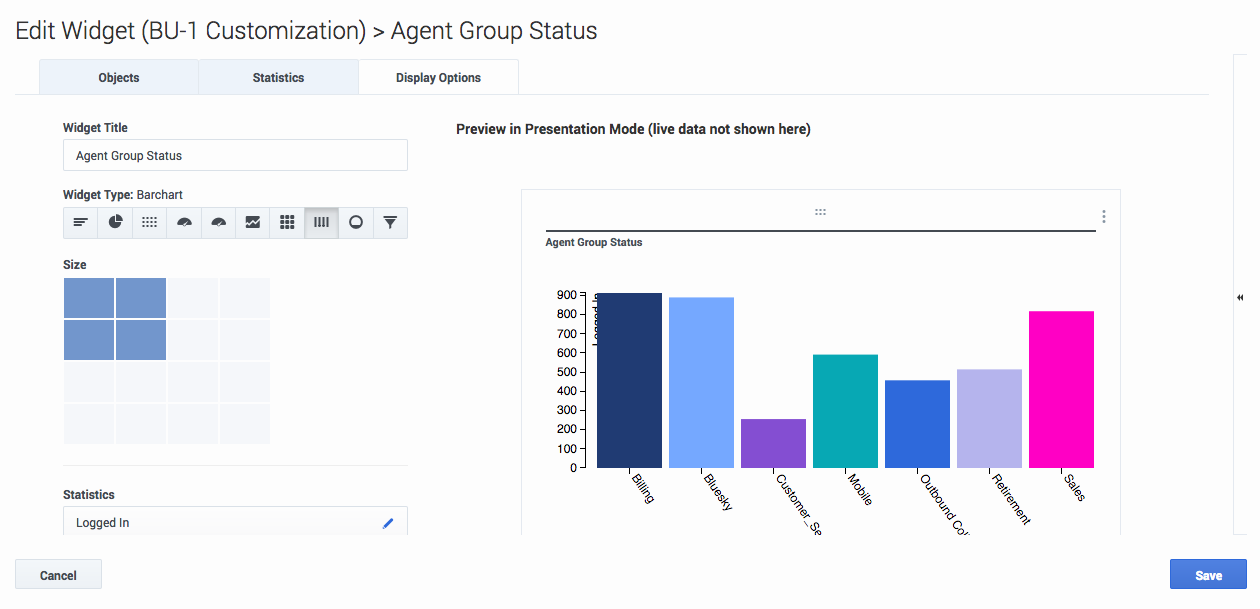 Edit Widget (BU-1 Customization) > Agent Group Status
Objects
Statistics
Display Options
Widget Title
Agent Group Status
Widget Type: Barchart
Size
Statistics
Logged In
Preview in Presentation Mode (live data not shown here)
Agent Group Status
Logged In
900
800
700
600
500
400
300
200
100
0
Billing
Bluesky
Customer_Se
Mobile
Outbound Col
Retirement
Sales
Cancel
Save